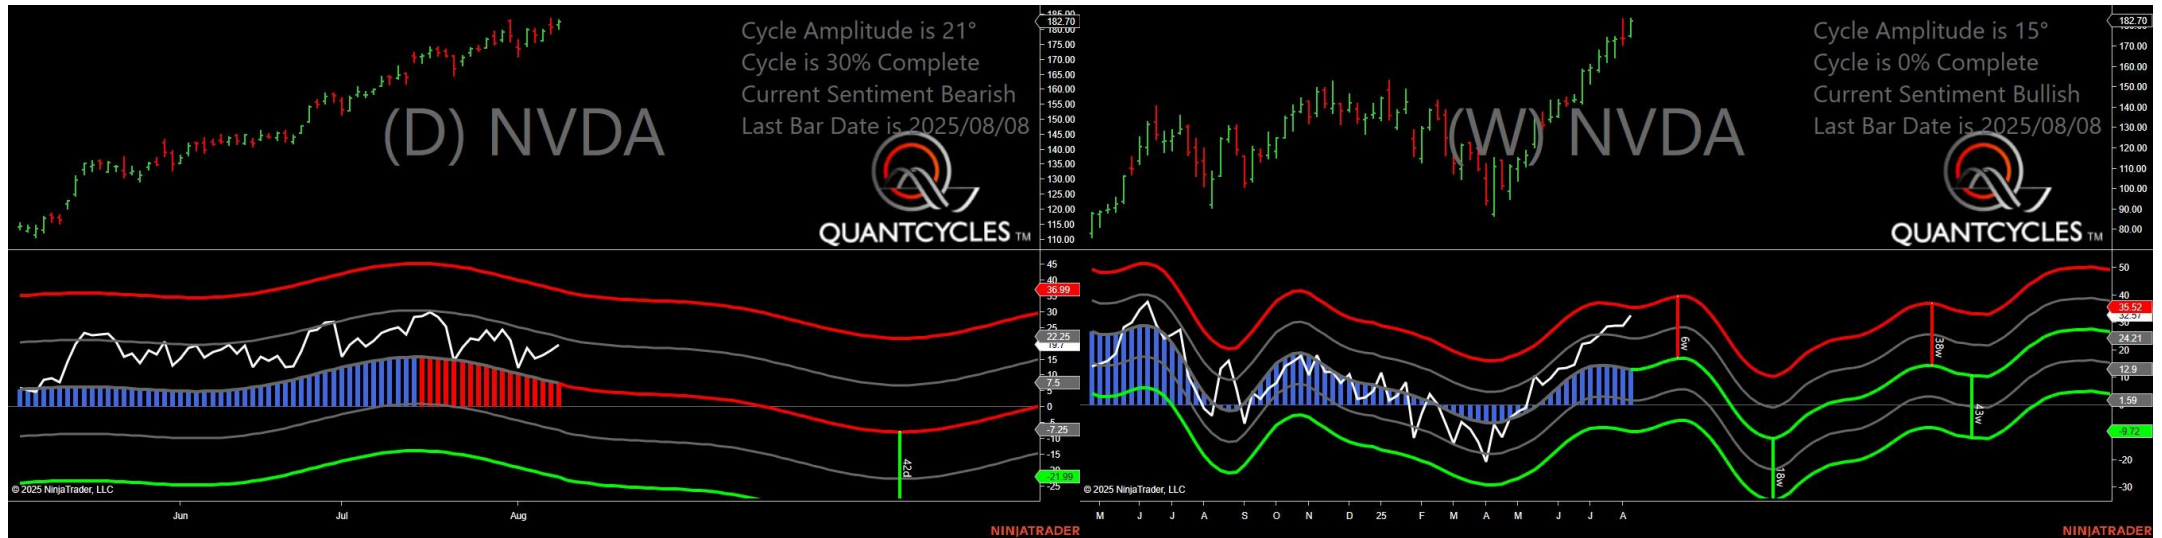 Cycle Amplitude is 21°
Cycle is 30% Complete
Current Sentiment Bearish
Last Bar Date is 2025/08/08
(D) NVDA
QUANTCYCLES TM
185.00
182.70
180.00
175.00
170.00
165.00
160.00
155.00
150.00
145.00
140.00
135.00
130.00
125.00
120.00
115.00
110.00
45
40
36.99
35
30
25
22.25
19.7
15
10
7.5
5
0
-5
-7.25
-10
-15
-20
-21.99
-25
42d
© 2025 NinjaTrader, LLC
Jun Jul Aug
NINJATRADER
Cycle Amplitude is 15°
Cycle is 0% Complete
Current Sentiment Bullish
Last Bar Date is 2025/08/08
(W) NVDA
QUANTCYCLES TM
182.70
170.00
160.00
150.00
140.00
130.00
120.00
110.00
100.00
90.00
80.00
50
40
35.52
32.57
30
24.21
20
12.9
10
1.59
-9.72
-20
-30
6w
18w
38w
43w
© 2025 NinjaTrader, LLC
M J J A S O N D 25 F M A M J J A
NINJATRADER